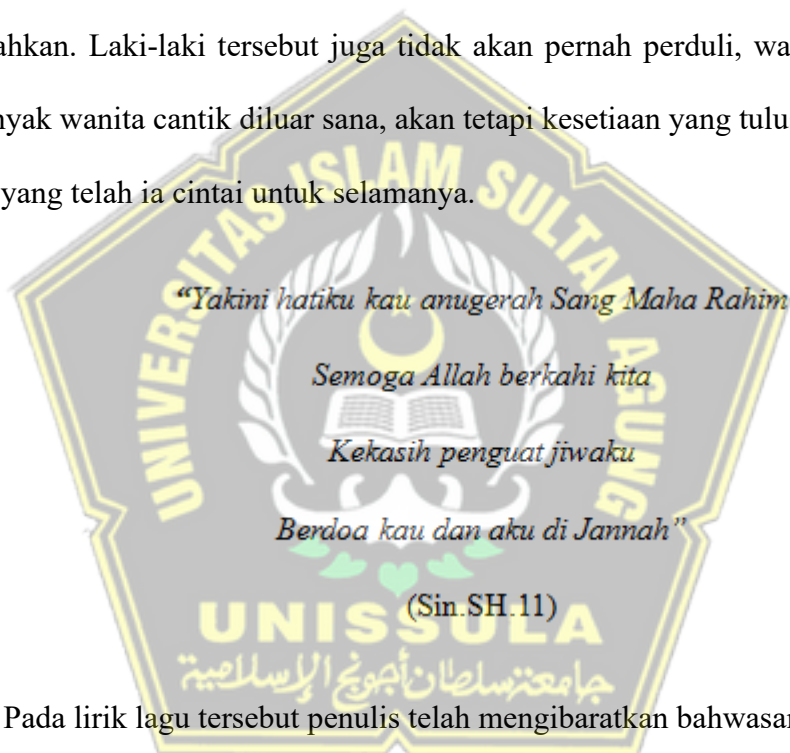 ahkan. Laki-laki tersebut juga tidak akan pernah perduli, wa
nyak wanita cantik diluar sana, akan tetapi kesetiaan yang tulu
yang telah ia cintai untuk selamanya.
UNIVERSITAS ISLAM SULTAN AGUNG
“Yakini hatiku kau anugerah Sang Maha Rahim
Semoga Allah berkahi kita
Kekasih penguat jiwaku
Berdoa kau dan aku di Jannah”
(Sin.SH.11)
UNISSULA
جامعة سلطان أجونج الإسلامية
Pada lirik lagu tersebut penulis telah mengibaratkan bahwasan